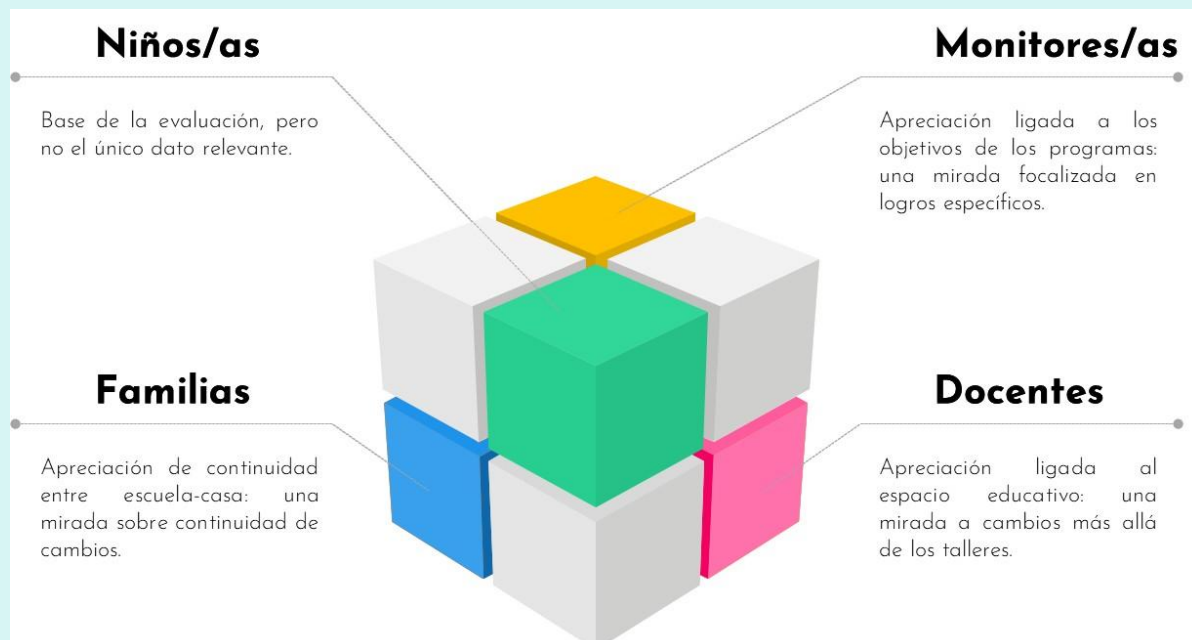 Niños/as
Base de la evaluación, pero
no el único dato relevante.
Monitores/as
Apreciación ligada a los
objetivos de los programas:
una mirada focalizada en
logros específicos.
Familias
Apreciación de continuidad
entre escuela-casa: una
mirada sobre continuidad de
cambios.
Docentes
Apreciación ligada al
espacio educativo: una
mirada a cambios más allá
de los talleres.